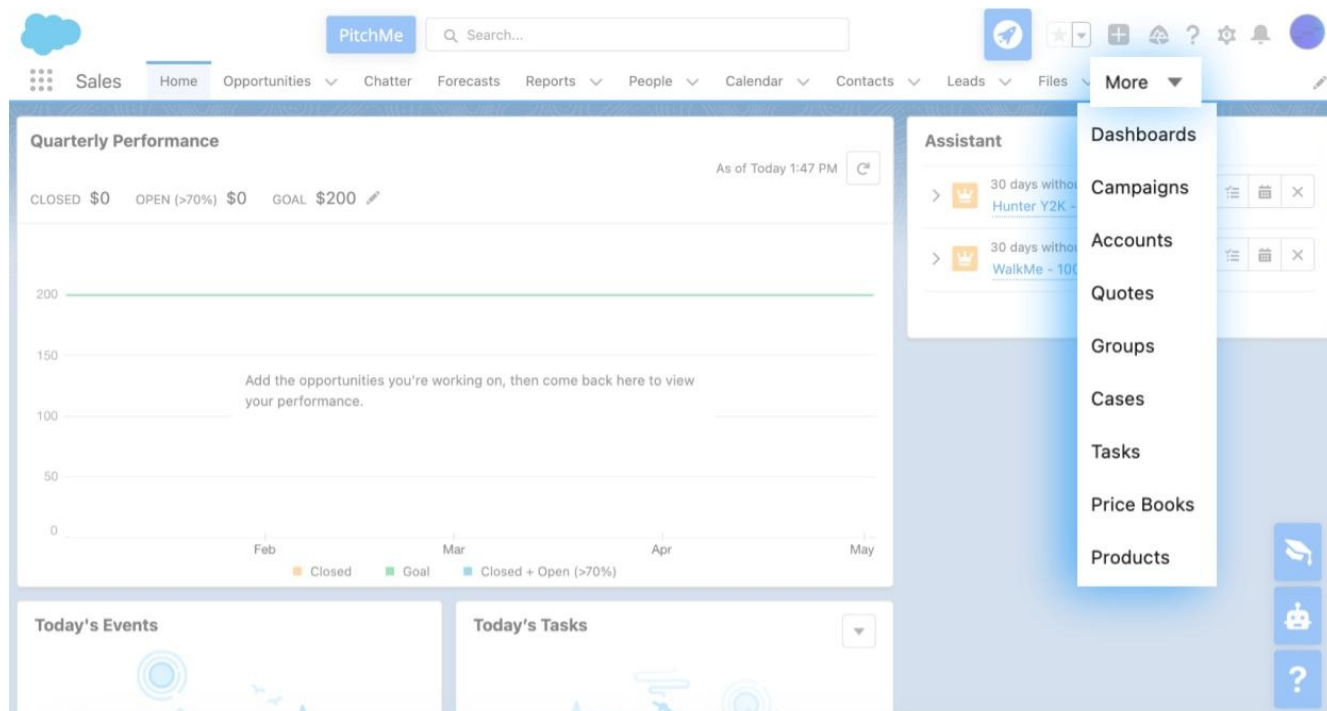 PitchMe
Search...
Sales Home Opportunities Chatter Forecasts Reports People Calendar Contacts Leads Files More
Dashboards
Campaigns
Accounts
Quotes
Groups
Cases
Tasks
Price Books
Products
Quarterly Performance
As of Today 1:47 PM
CLOSED $0 OPEN (>70%) $0 GOAL $200
200
150
100
50
0
Add the opportunities you're working on, then come back here to view
your performance.
Feb Mar Apr May
Closed Goal Closed + Open (>70%)
Assistant
30 days
Hunter Y2K -
30 days
WalkMe -
Today's Events
Today's Tasks
?